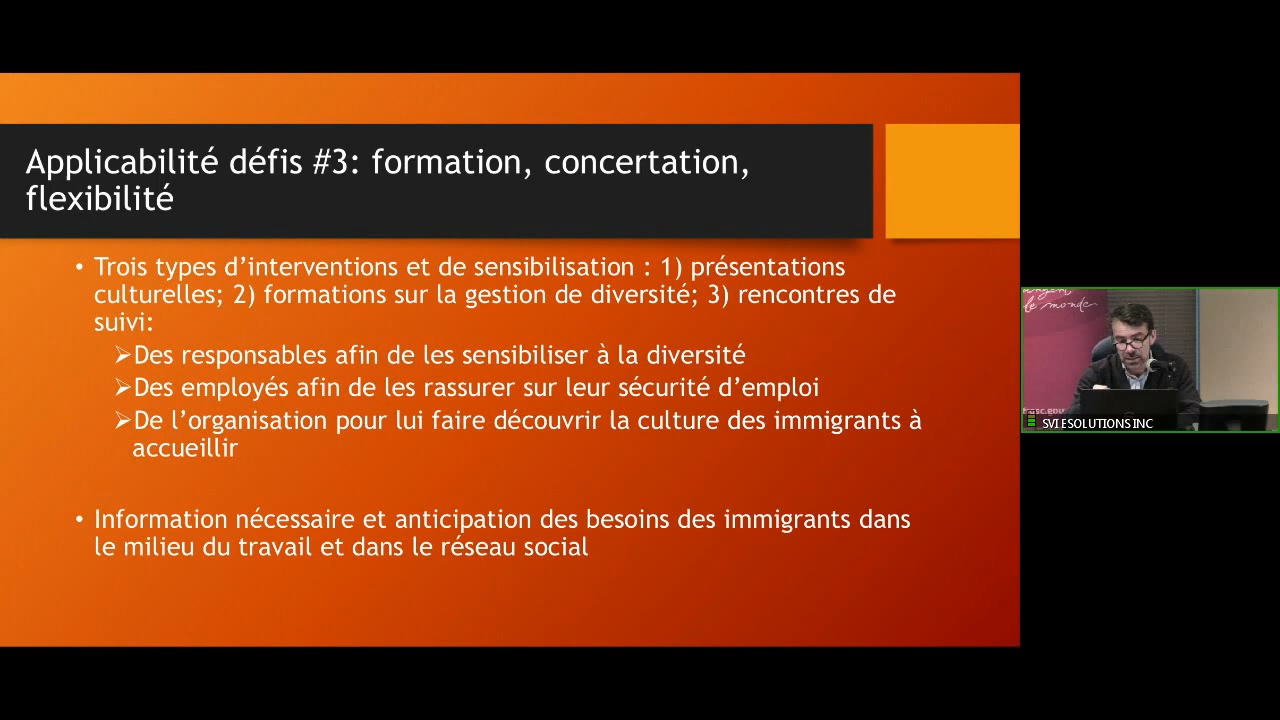 Applicabilité défis #3: formation, concertation,
flexibilité
• Trois types d’interventions et de sensibilisation : 1) présentations
culturelles; 2) formations sur la gestion de diversité; 3) rencontres de
suivi:
➢Des responsables afin de les sensibiliser à la diversité
➢Des employés afin de les rassurer sur leur sécurité d’emploi
➢De l’organisation pour lui faire découvrir la culture des immigrants à
accueillir
• Information nécessaire et anticipation des besoins des immigrants dans
le milieu du travail et dans le réseau social
le monde
SVI ESOLUTIONS INC